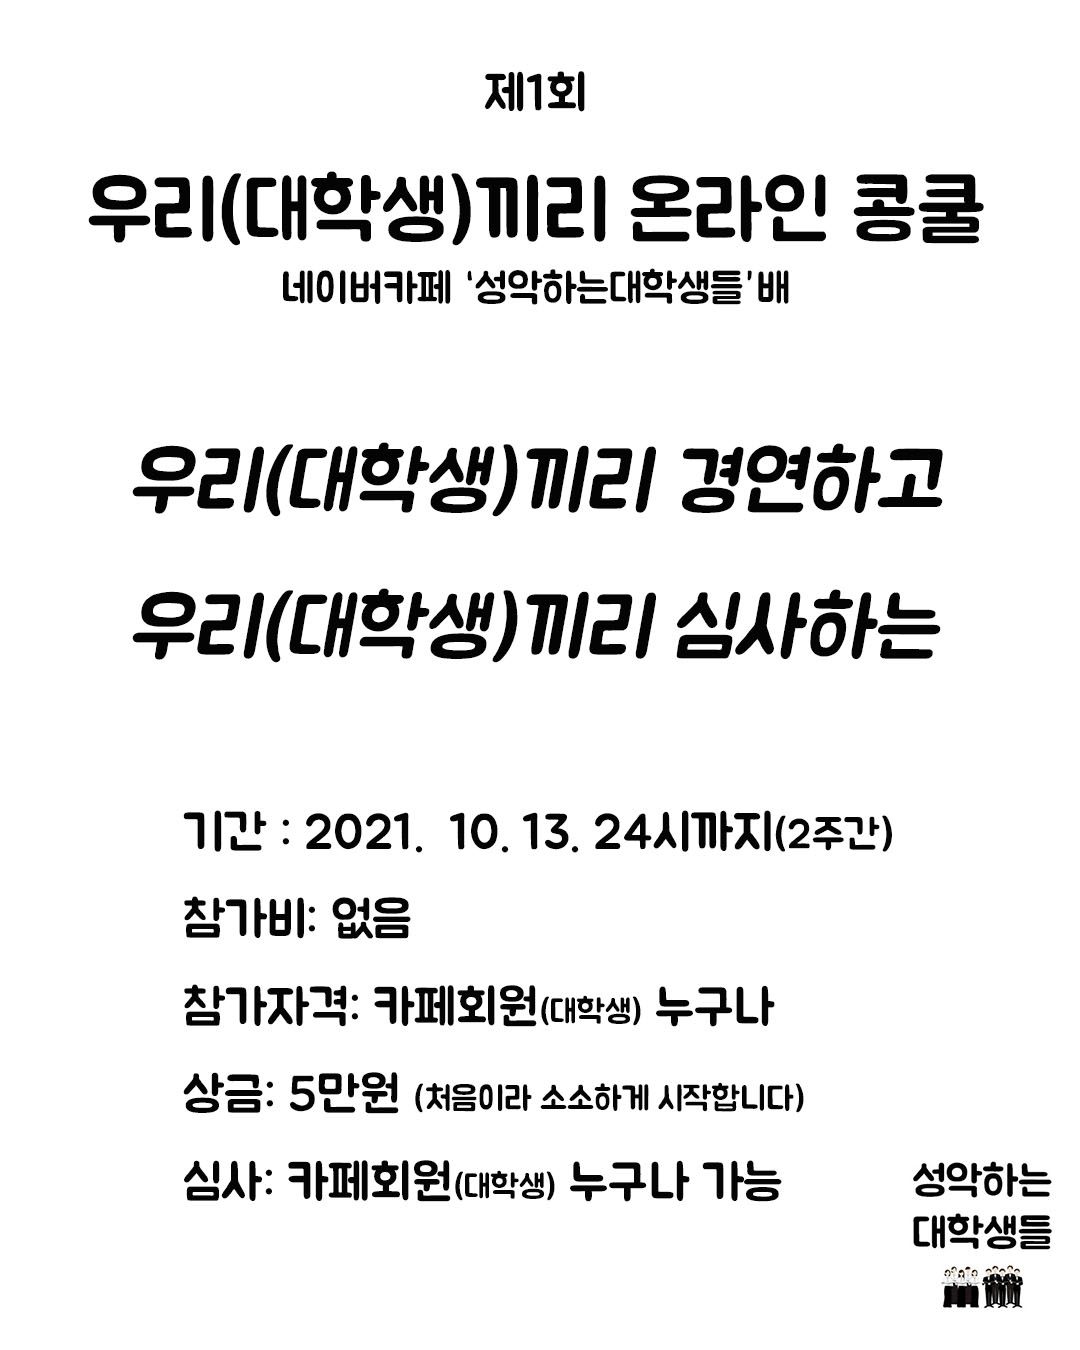 제1회
우리(대학생)끼리 온라인 콩쿨
네이버카페 '성악하는대학생들'배
우리(대학생)끼리 경연하고
우리(대학생)끼리 심사하는
기간 : 2021. 10. 13. 24시까지(2주간)
참가비: 없음
참가자격: 카페회원(대학생) 누구나
상금: 5만원 (처음이라 소소하게 시작합니다)
심사: 카페회원(대학생) 누구나 가능
성악하는
대학생들